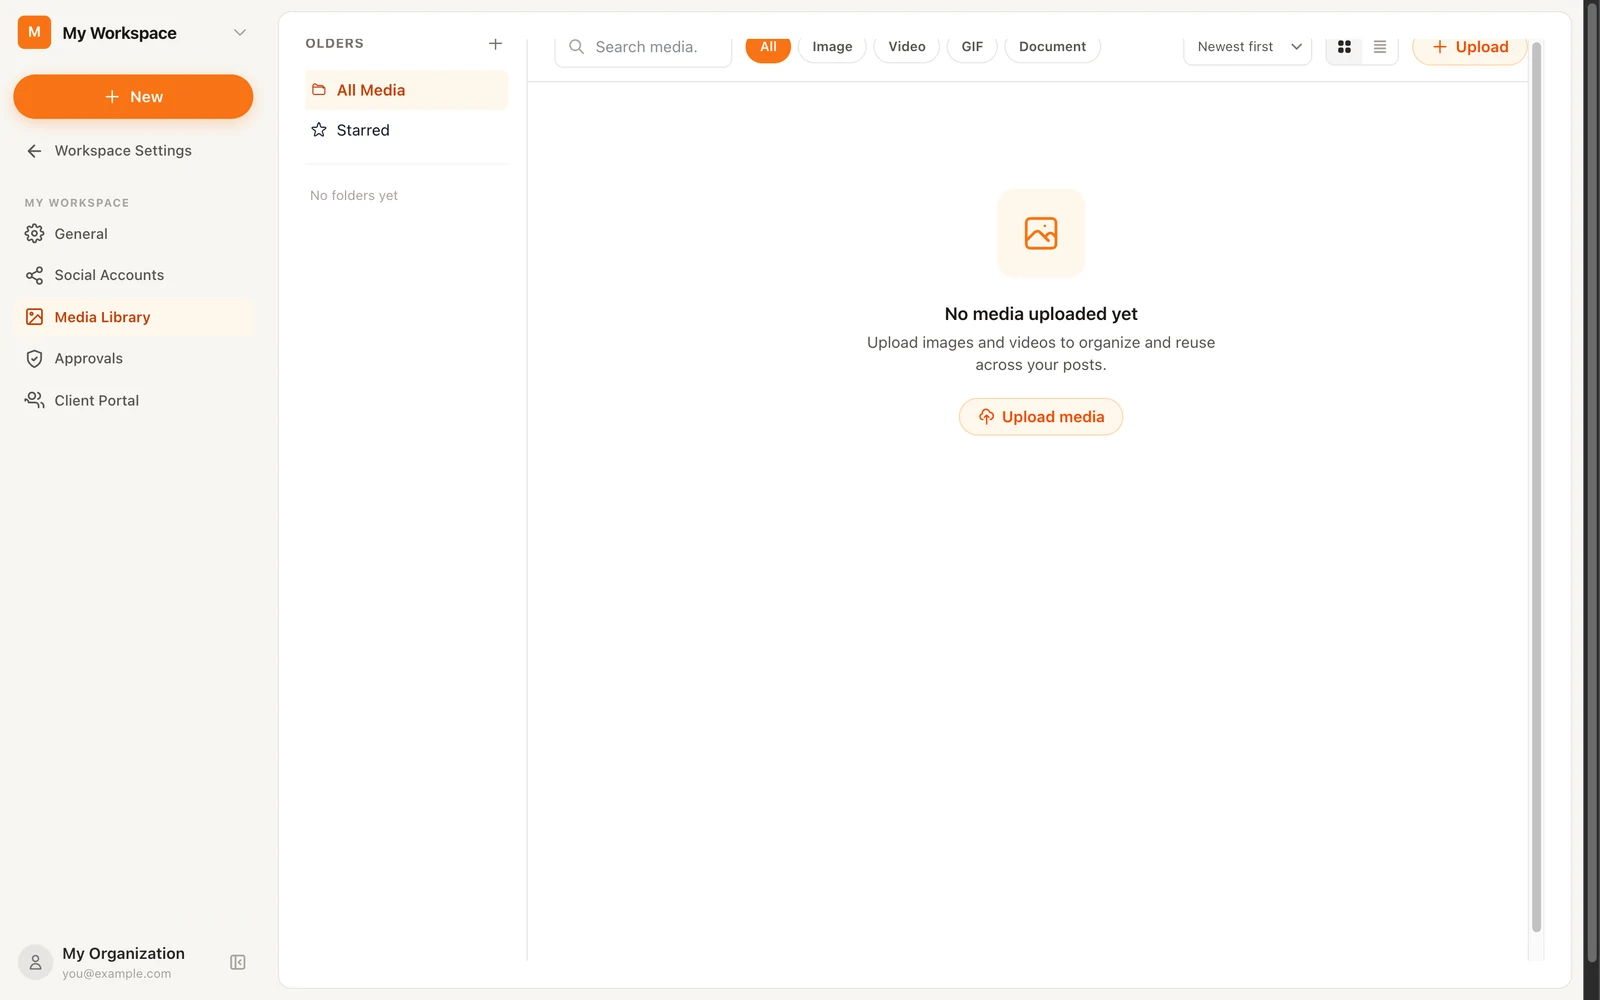 M My Workspace
+ New
Workspace Settings
MY WORKSPACE
General
Social Accounts
Media Library
Approvals
Client Portal
My Organization
you@example.com
OLDERS
All Media
Starred
No folders yet
Search media.
All
Image
Video
GIF
Document
Newest first
+ Upload
No media uploaded yet
Upload images and videos to organize and reuse
across your posts.
Upload media